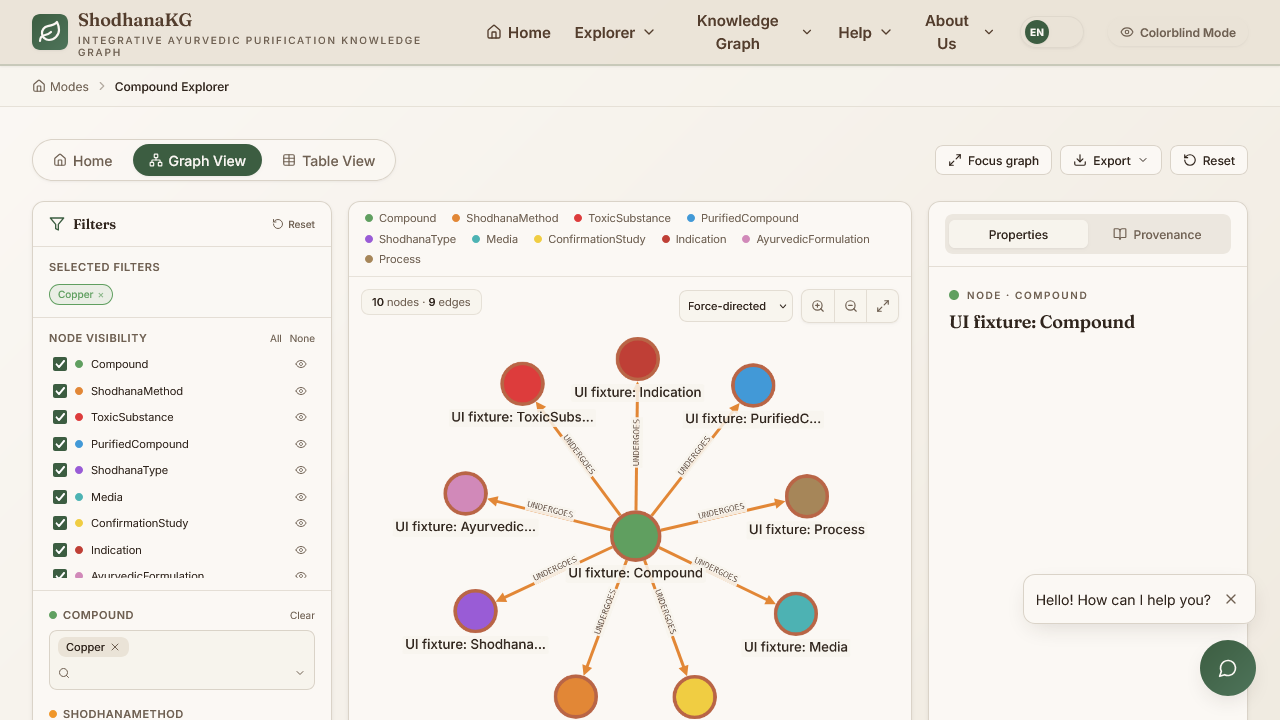 ShodhanaKG
INTEGRATIVE AYURVEDIC PURIFICATION KNOWLEDGE
GRAPH
Home
Explorer
Knowledge
Graph
Help
About
Us
EN
Colorblind Mode
Modes
Compound Explorer
Home
Graph View
Table View
Focus graph
Export
Reset
Filters
Reset
SELECTED FILTERS
Copper ×
NODE VISIBILITY
All None
Compound
ShodhanaMethod
ToxicSubstance
PurifiedCompound
ShodhanaType
Media
ConfirmationStudy
Indication
AyurvedicFormulation
COMPOUND
Clear
Copper
SHODHANAMETHOD
Compound ShodhanaMethod ToxicSubstance PurifiedCompound
ShodhanaType Media ConfirmationStudy Indication AyurvedicFormulation
Process
10 nodes · 9 edges
Force-directed
UI fixture: Indication
UI fixture: ToxicSubs...
UI fixture: PurifiedC...
UNDERGOES
UNDERGOES
UNDERGOES
UNDERGOES
UNDERGOES
UI fixture: Ayurvedic...
UI fixture: Process
UNDERGOES
UI fixture: Compound
UNDERGOES
UNDERGOES
UNDERGOES
UI fixture: Shodhana...
UI fixture: Media
Properties
Provenance
NODE · COMPOUND
UI fixture: Compound
Hello! How can I help you?